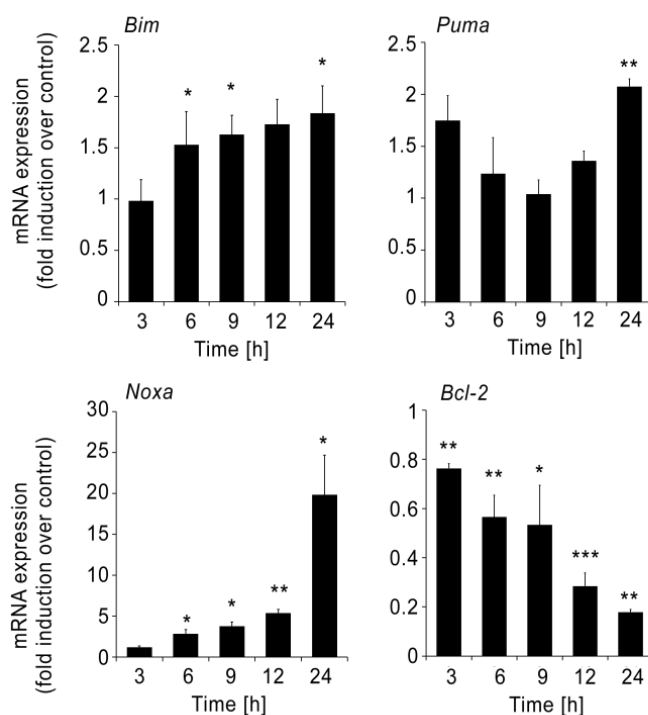 Bim
mRNA expression
(fold induction over control)
2.5
2
1.5
1
0.5
0
* * *
3 6 9 12 24
Time [h]
Puma
2.5
2
1.5
1
0.5
0
**
3 6 9 12 24
Time [h]
Noxa
mRNA expression
(fold induction over control)
30
25
20
15
10
5
0
* * ** *
3 6 9 12 24
Time [h]
Bcl-2
1
0.8
0.6
0.4
0.2
0
** ** * *** **
3 6 9 12 24
Time [h]